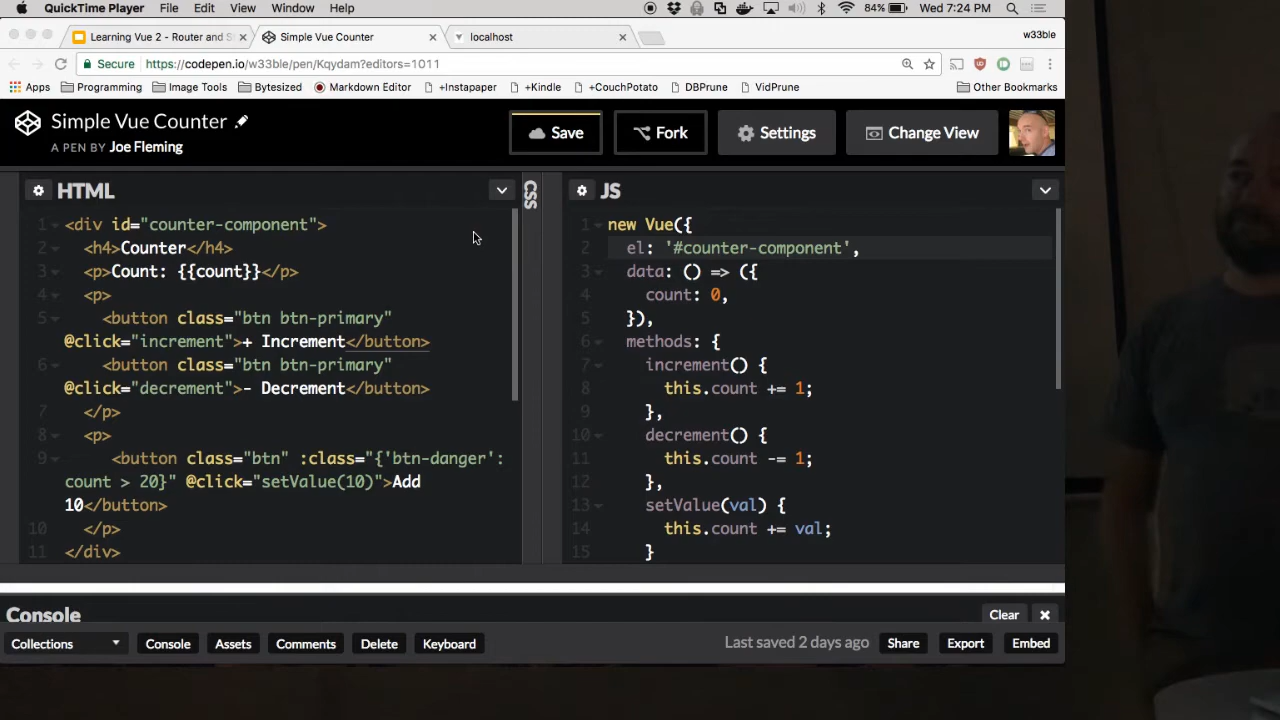 QuickTime Player File Edit View Window Help 84% Wed 7:24 PM
Learning Vue 2 - Router and S Simple Vue Counter localhost w33ble
Secure https://codepen.io/w33ble/pen/Kqydam?editors=1011
Apps Programming Image Tools Bytesized Markdown Editor +Instapaper +Kindle +CouchPotato DBPrune VidPrune Other Bookmarks
Simple Vue Counter
A PEN BY Joe Fleming
Save Fork Settings Change View
HTML
1 <div id="counter-component">
2 <h4>Counter</h4>
3 <p>Count: {{count}}</p>
4 <p>
5 <button class="btn btn-primary"
@click="increment">+ Increment</button>
6 <button class="btn btn-primary"
@click="decrement">- Decrement</button>
7 </p>
8 <p>
9 <button class="btn" :class="{'btn-danger':
count > 20}" @click="setValue(10)">Add
10</button>
10 </p>
11 </div>
CSS
JS
1 new Vue({
2 el: '#counter-component',
3 data: () => ({
4 count: 0,
5 }),
6 methods: {
7 increment() {
8 this.count += 1;
9 },
10 decrement() {
11 this.count -= 1;
12 },
13 setValue(val) {
14 this.count += val;
15 }
Console
Clear
Collections Console Assets Comments Delete Keyboard Last saved 2 days ago Share Export Embed